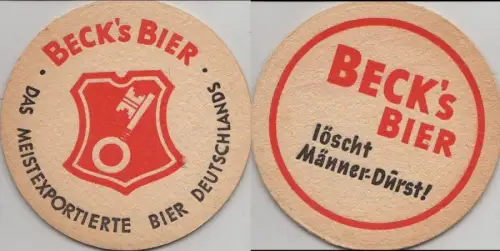 BECK's BIER
· DAS MEISTEXPORTIERTE BIER DEUTSCHLANDS ·
BECK's
BIER
löscht
Männer-Durst!